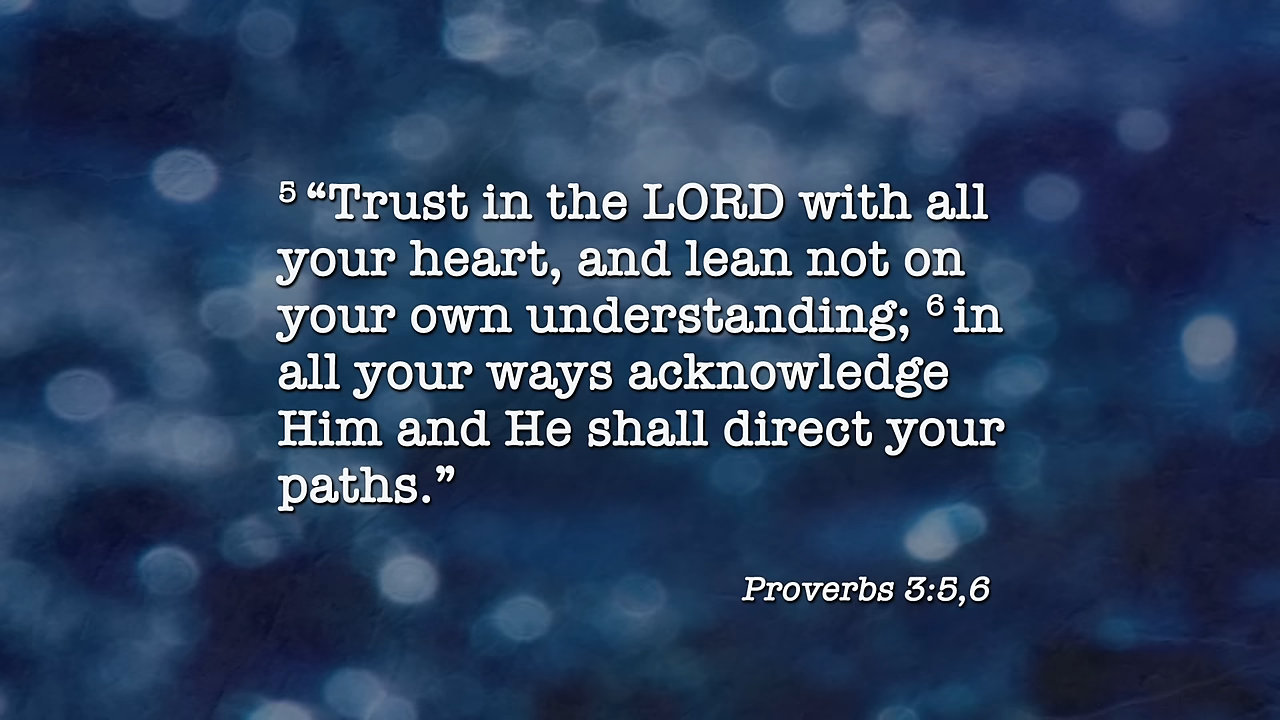 5 “Trust in the LORD with all
your heart, and lean not on
your own understanding; 6 in
all your ways acknowledge
Him and He shall direct your
paths.”
Proverbs 3:5,6